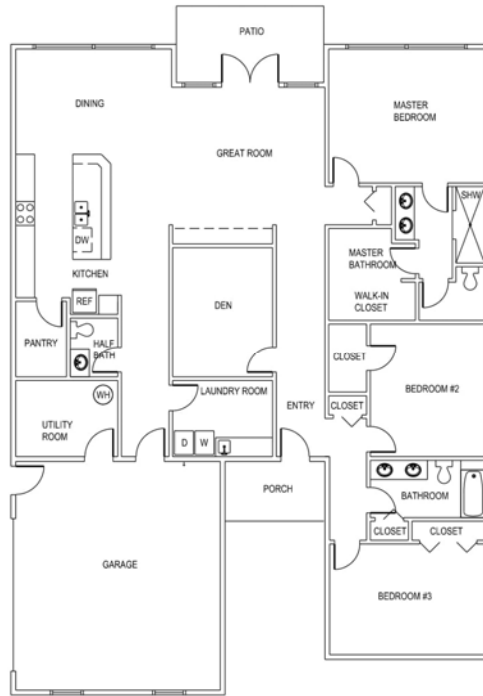 PATIO
DINING
MASTER
BEDROOM
GREAT ROOM
SHW
DW
MASTER
BATHROOM
KITCHEN
WALK-IN
CLOSET
REF
DEN
PANTRY
HALF
BATH
CLOSET
BEDROOM #2
WH
LAUNDRY ROOM
ENTRY
CLOSET
UTILITY
ROOM
D
W
PORCH
BATHROOM
CLOSET
CLOSET
GARAGE
BEDROOM #3